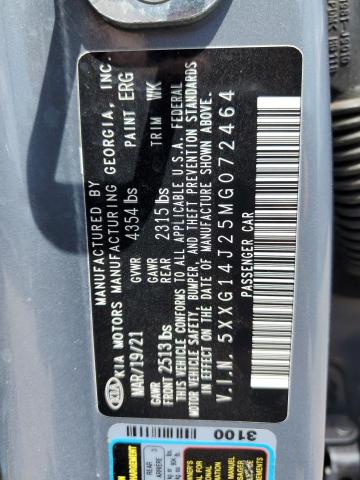 MANUFACTURED BY
KIA MOTORS MANUFACTURING GEORGIA, INC.
MAR/19/21 GVWR 4354 lbs PAINT ERG
GAWR FRONT 2513 lbs GAWR REAR 2315 lbs TRIM WK
THIS VEHICLE CONFORMS TO ALL APPLICABLE U.S.A. FEDERAL
MOTOR VEHICLE SAFETY, BUMPER, AND THEFT PREVENTION STANDARDS
IN EFFECT ON THE DATE OF MANUFACTURE SHOWN ABOVE.
V.I.N. 5XXG14J25MG072464
PASSENGER CAR
3100
REAR